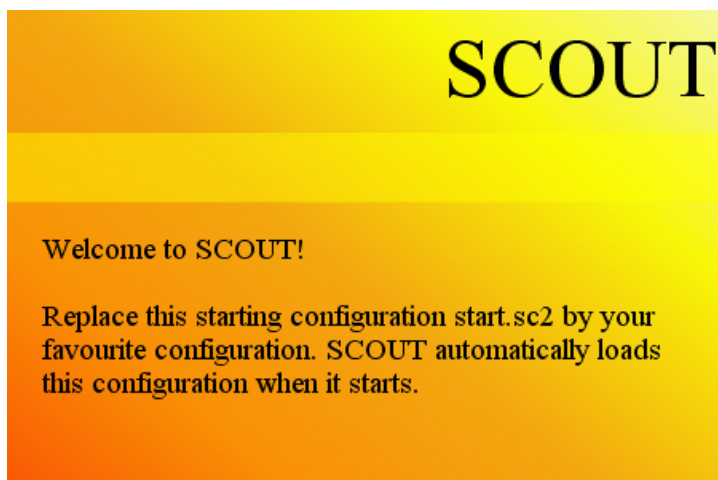 SCOUT
Welcome to SCOUT!
Replace this starting configuration start.sc2 by your
favourite configuration. SCOUT automatically loads
this configuration when it starts.